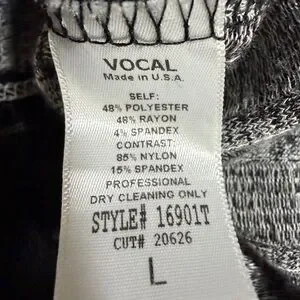 VOCAL
Made in U.S.A.
SELF:
48% POLYESTER
48% RAYON
4% SPANDEX
CONTRAST:
85% NYLON
15% SPANDEX
PROFESSIONAL
DRY CLEANING ONLY
STYLE# 16901T
CUT# 20626
L